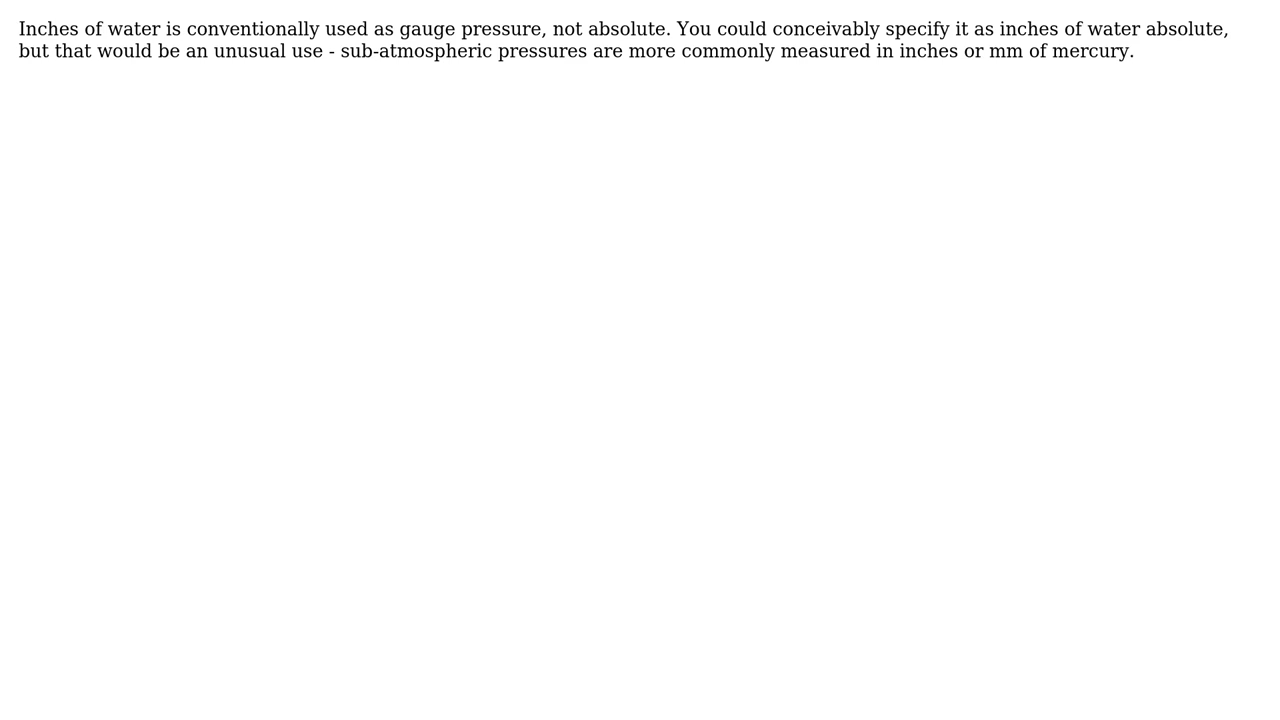 Inches of water is conventionally used as gauge pressure, not absolute. You could conceivably specify it as inches of water absolute,
but that would be an unusual use - sub-atmospheric pressures are more commonly measured in inches or mm of mercury.